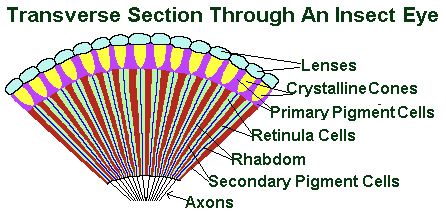 Transverse Section Through An Insect Eye
Lenses
Crystalline Cones
Primary Pigment Cells
Retinula Cells
Rhabdom
Secondary Pigment Cells
Axons